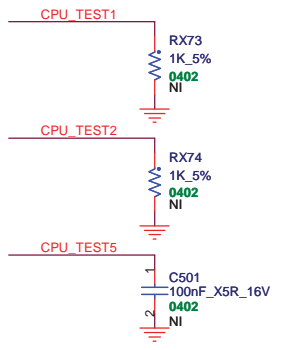 CPU_TEST1
RX73
1K_5%
0402
NI
CPU_TEST2
RX74
1K_5%
0402
NI
CPU_TEST5
1
C501
100nF_X5R_16V
0402
2
NI